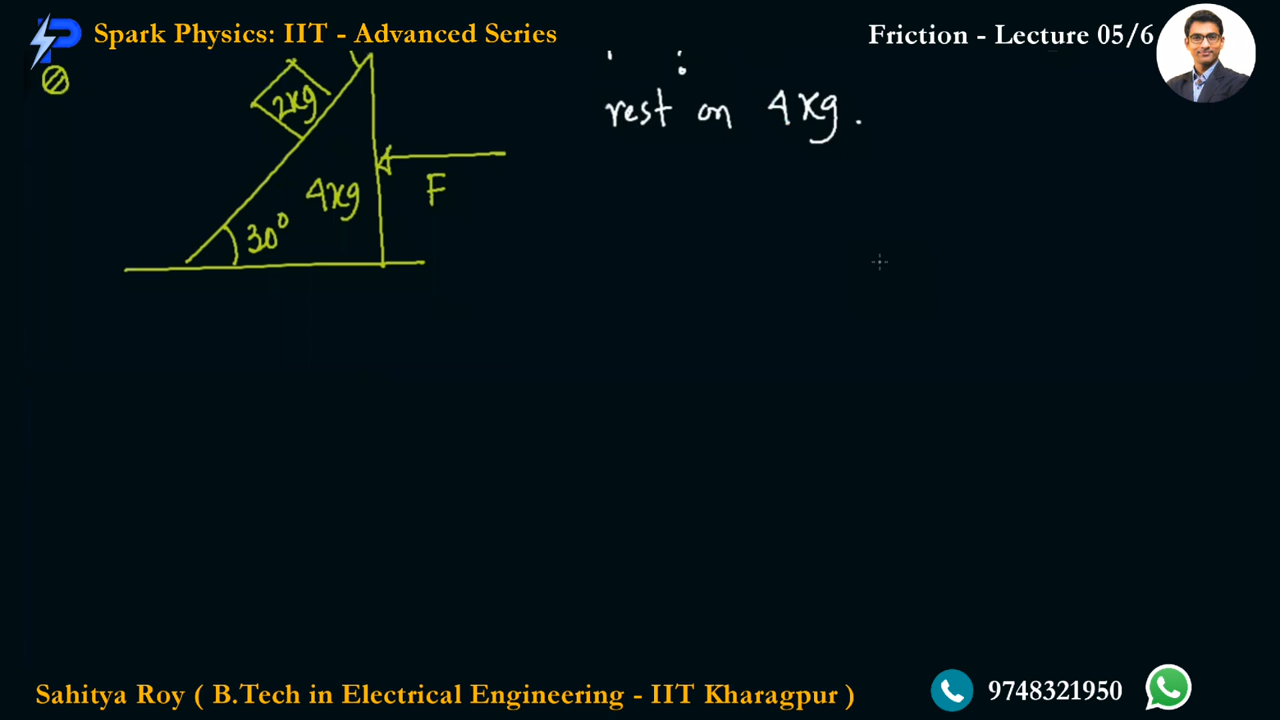 Spark Physics: IIT - Advanced Series
Friction - Lecture 05/6
rest on 4kg.
2kg
4kg
F
30°
Sahitya Roy ( B.Tech in Electrical Engineering - IIT Kharagpur )
9748321950